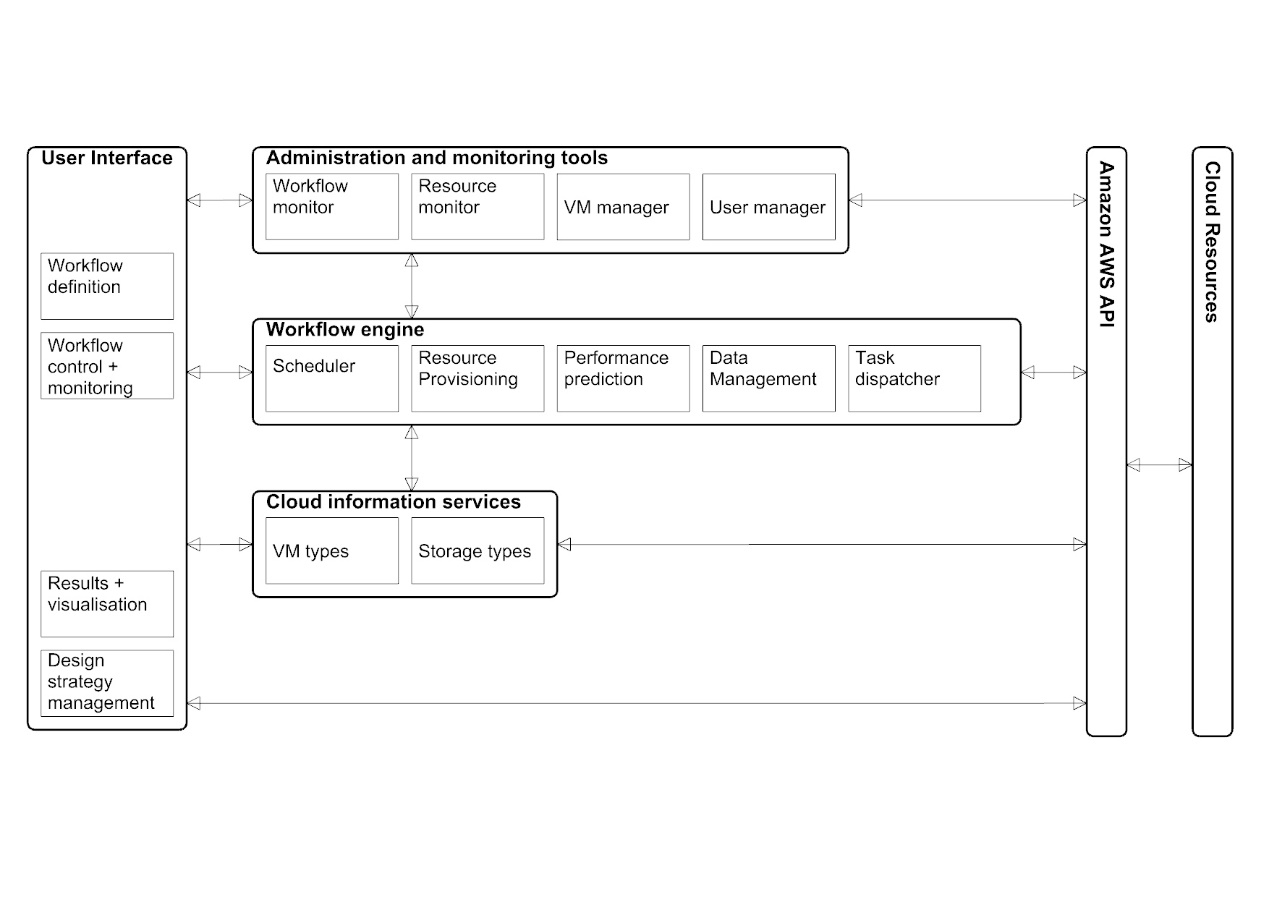 User Interface
Workflow
definition
Workflow
control +
monitoring
Results +
visualisation
Design
strategy
management
Administration and monitoring tools
Workflow
monitor
Resource
monitor
VM manager
User manager
Workflow engine
Scheduler
Resource
Provisioning
Performance
prediction
Data
Management
Task
dispatcher
Cloud information services
VM types
Storage types
Amazon AWS API
Cloud Resources